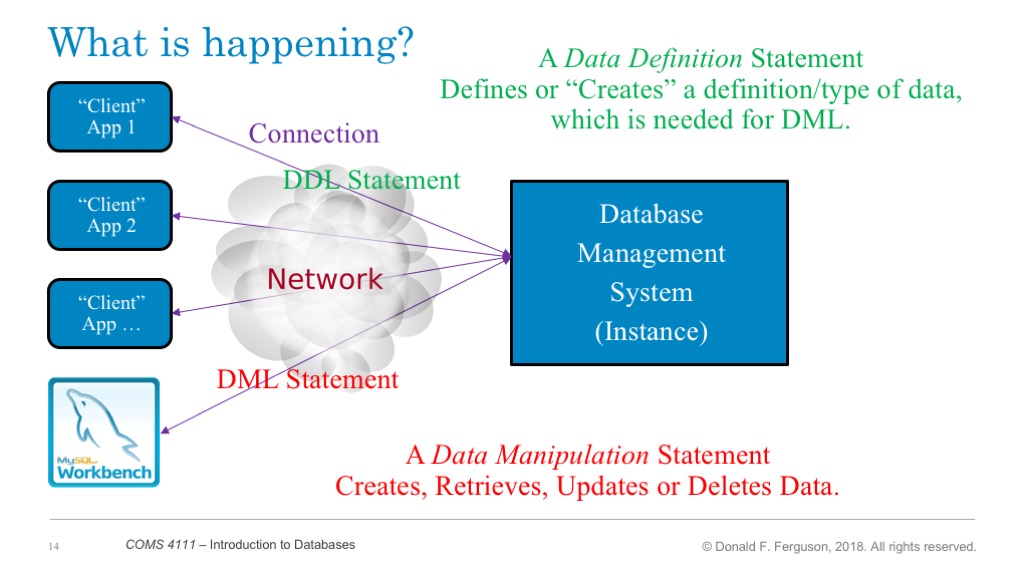 What is happening?
A Data Definition Statement
Defines or “Creates” a definition/type of data,
which is needed for DML.
“Client”
App 1
Connection
DDL Statement
“Client”
App 2
Database
Management
System
(Instance)
Network
“Client”
App …
DML Statement
MySQL
Workbench
A Data Manipulation Statement
Creates, Retrieves, Updates or Deletes Data.
14
COMS 4111 – Introduction to Databases
© Donald F. Ferguson, 2018. All rights reserved.